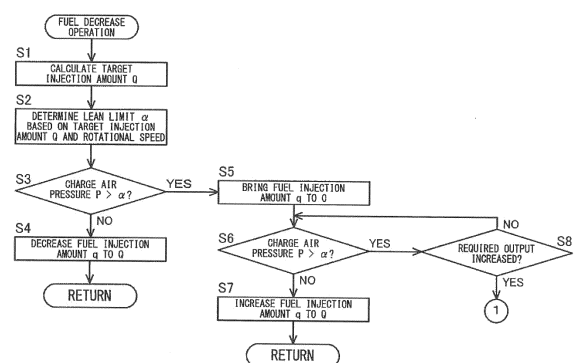 FUEL DECREASE
OPERATION
S1
CALCULATE TARGET
INJECTION AMOUNT Q
S2
DETERMINE LEAN LIMIT α
BASED ON TARGET INJECTION
AMOUNT Q AND ROTATIONAL SPEED
S3
CHARGE AIR
PRESSURE P > α?
YES
NO
S4
DECREASE FUEL INJECTION
AMOUNT q TO Q
RETURN
S5
BRING FUEL INJECTION
AMOUNT q TO 0
S6
CHARGE AIR
PRESSURE P > α?
YES
NO
S7
INCREASE FUEL INJECTION
AMOUNT q TO Q
RETURN
NO
S8
REQUIRED OUTPUT
INCREASED?
YES
1